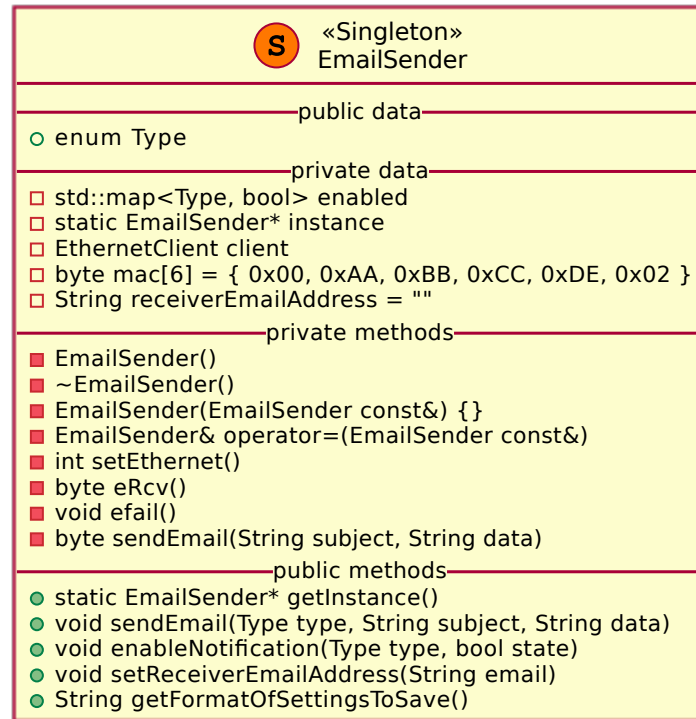 S
«Singleton»
EmailSender
public data
enum Type
private data
std::map<Type, bool> enabled
static EmailSender* instance
EthernetClient client
byte mac[6] = { 0x00, 0xAA, 0xBB, 0xCC, 0xDE, 0x02 }
String receiverEmailAddress = ""
private methods
EmailSender()
~EmailSender()
EmailSender(EmailSender const&) {}
EmailSender& operator=(EmailSender const&)
int setEthernet()
byte eRcv()
void efail()
byte sendEmail(String subject, String data)
public methods
static EmailSender* getInstance()
void sendEmail(Type type, String subject, String data)
void enableNotification(Type type, bool state)
void setReceiverEmailAddress(String email)
String getFormatOfSettingsToSave()